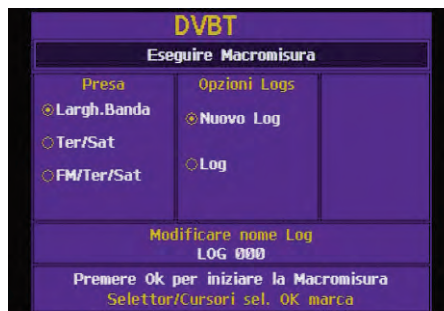 DVBT
Eseguire Macromisura
Presa
Largh.Banda
Ter/Sat
FM/Ter/Sat
Opzioni Logs
Nuovo Log
Log
Modificare nome Log
LOG 000
Premere Ok per iniziare la Macromisura
Selettor/Cursori sel. OK marca